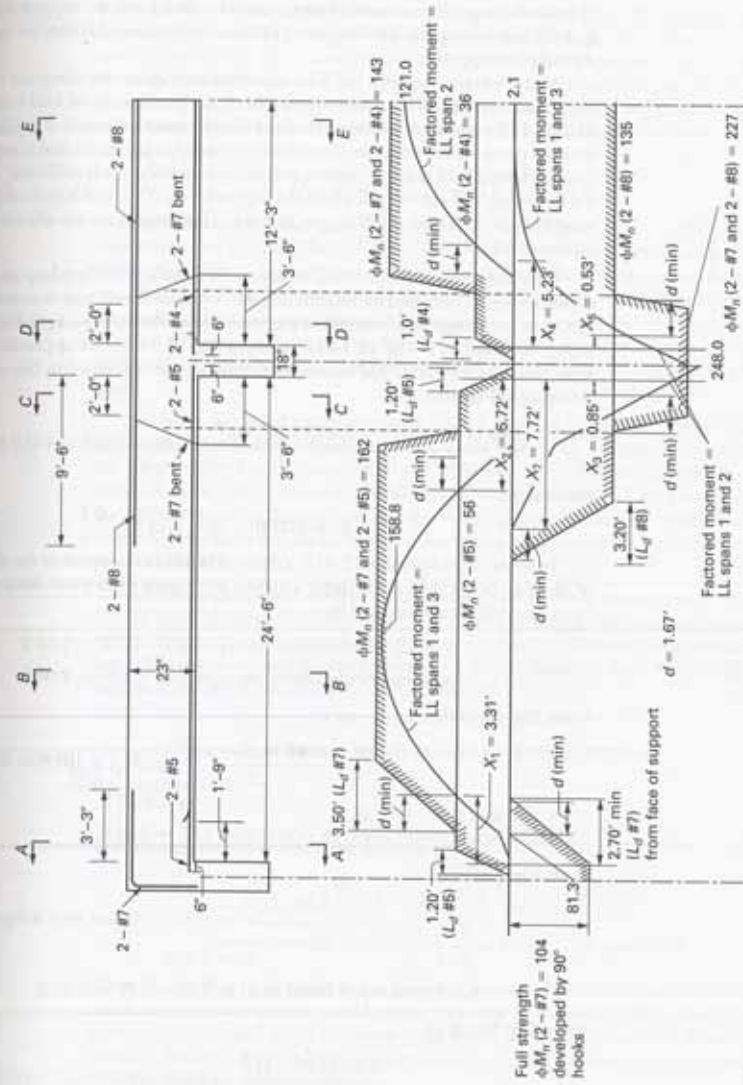 A
B
C
D
E
2 – #7
3'–3"
2 – #8
9'–6"
2'–0"
2'–0"
2 – #8
23"
2 – #5
1'–9"
6"
2 – #7 bent
2 – #5
6"
2 – #4
6"
2 – #7 bent
18"
3'–6"
3'–6"
12'–3"
24'–6"
A
B
C
D
E
3.50' (Ld #7)
d (min)
1.20'
(Ld #5)
X1 = 3.31'
ϕMn (2 – #7 and 2 – #5) = 162
158.8
Factored moment =
LL spans 1 and 3
ϕMn (2 – #5) = 56
d (min)
1.20'
(Ld #5)
1.0'
(Ld #4)
d (min)
ϕMn (2 – #7 and 2 – #4) = 143
121.0
Factored moment =
LL span 2
ϕMn (2 – #4) = 36
2.1
Factored moment =
LL spans 1 and 3
X2 = 6.72'
X2 = 7.72'
X3 = 0.85'
X4 = 5.23'
X5 = 0.53'
ϕMn (2 – #8) = 135
d (min)
d (min)
d (min)
3.20'
(Ld #8)
248.0
ϕMn (2 – #7 and 2 – #8) = 227
Factored moment =
LL spans 1 and 2
d = 1.67'
Full strength
ϕMn (2 – #7) = 104
developed by 90°
hooks
81.3
d (min)
2.70' min
(Ld #7)
from face of support